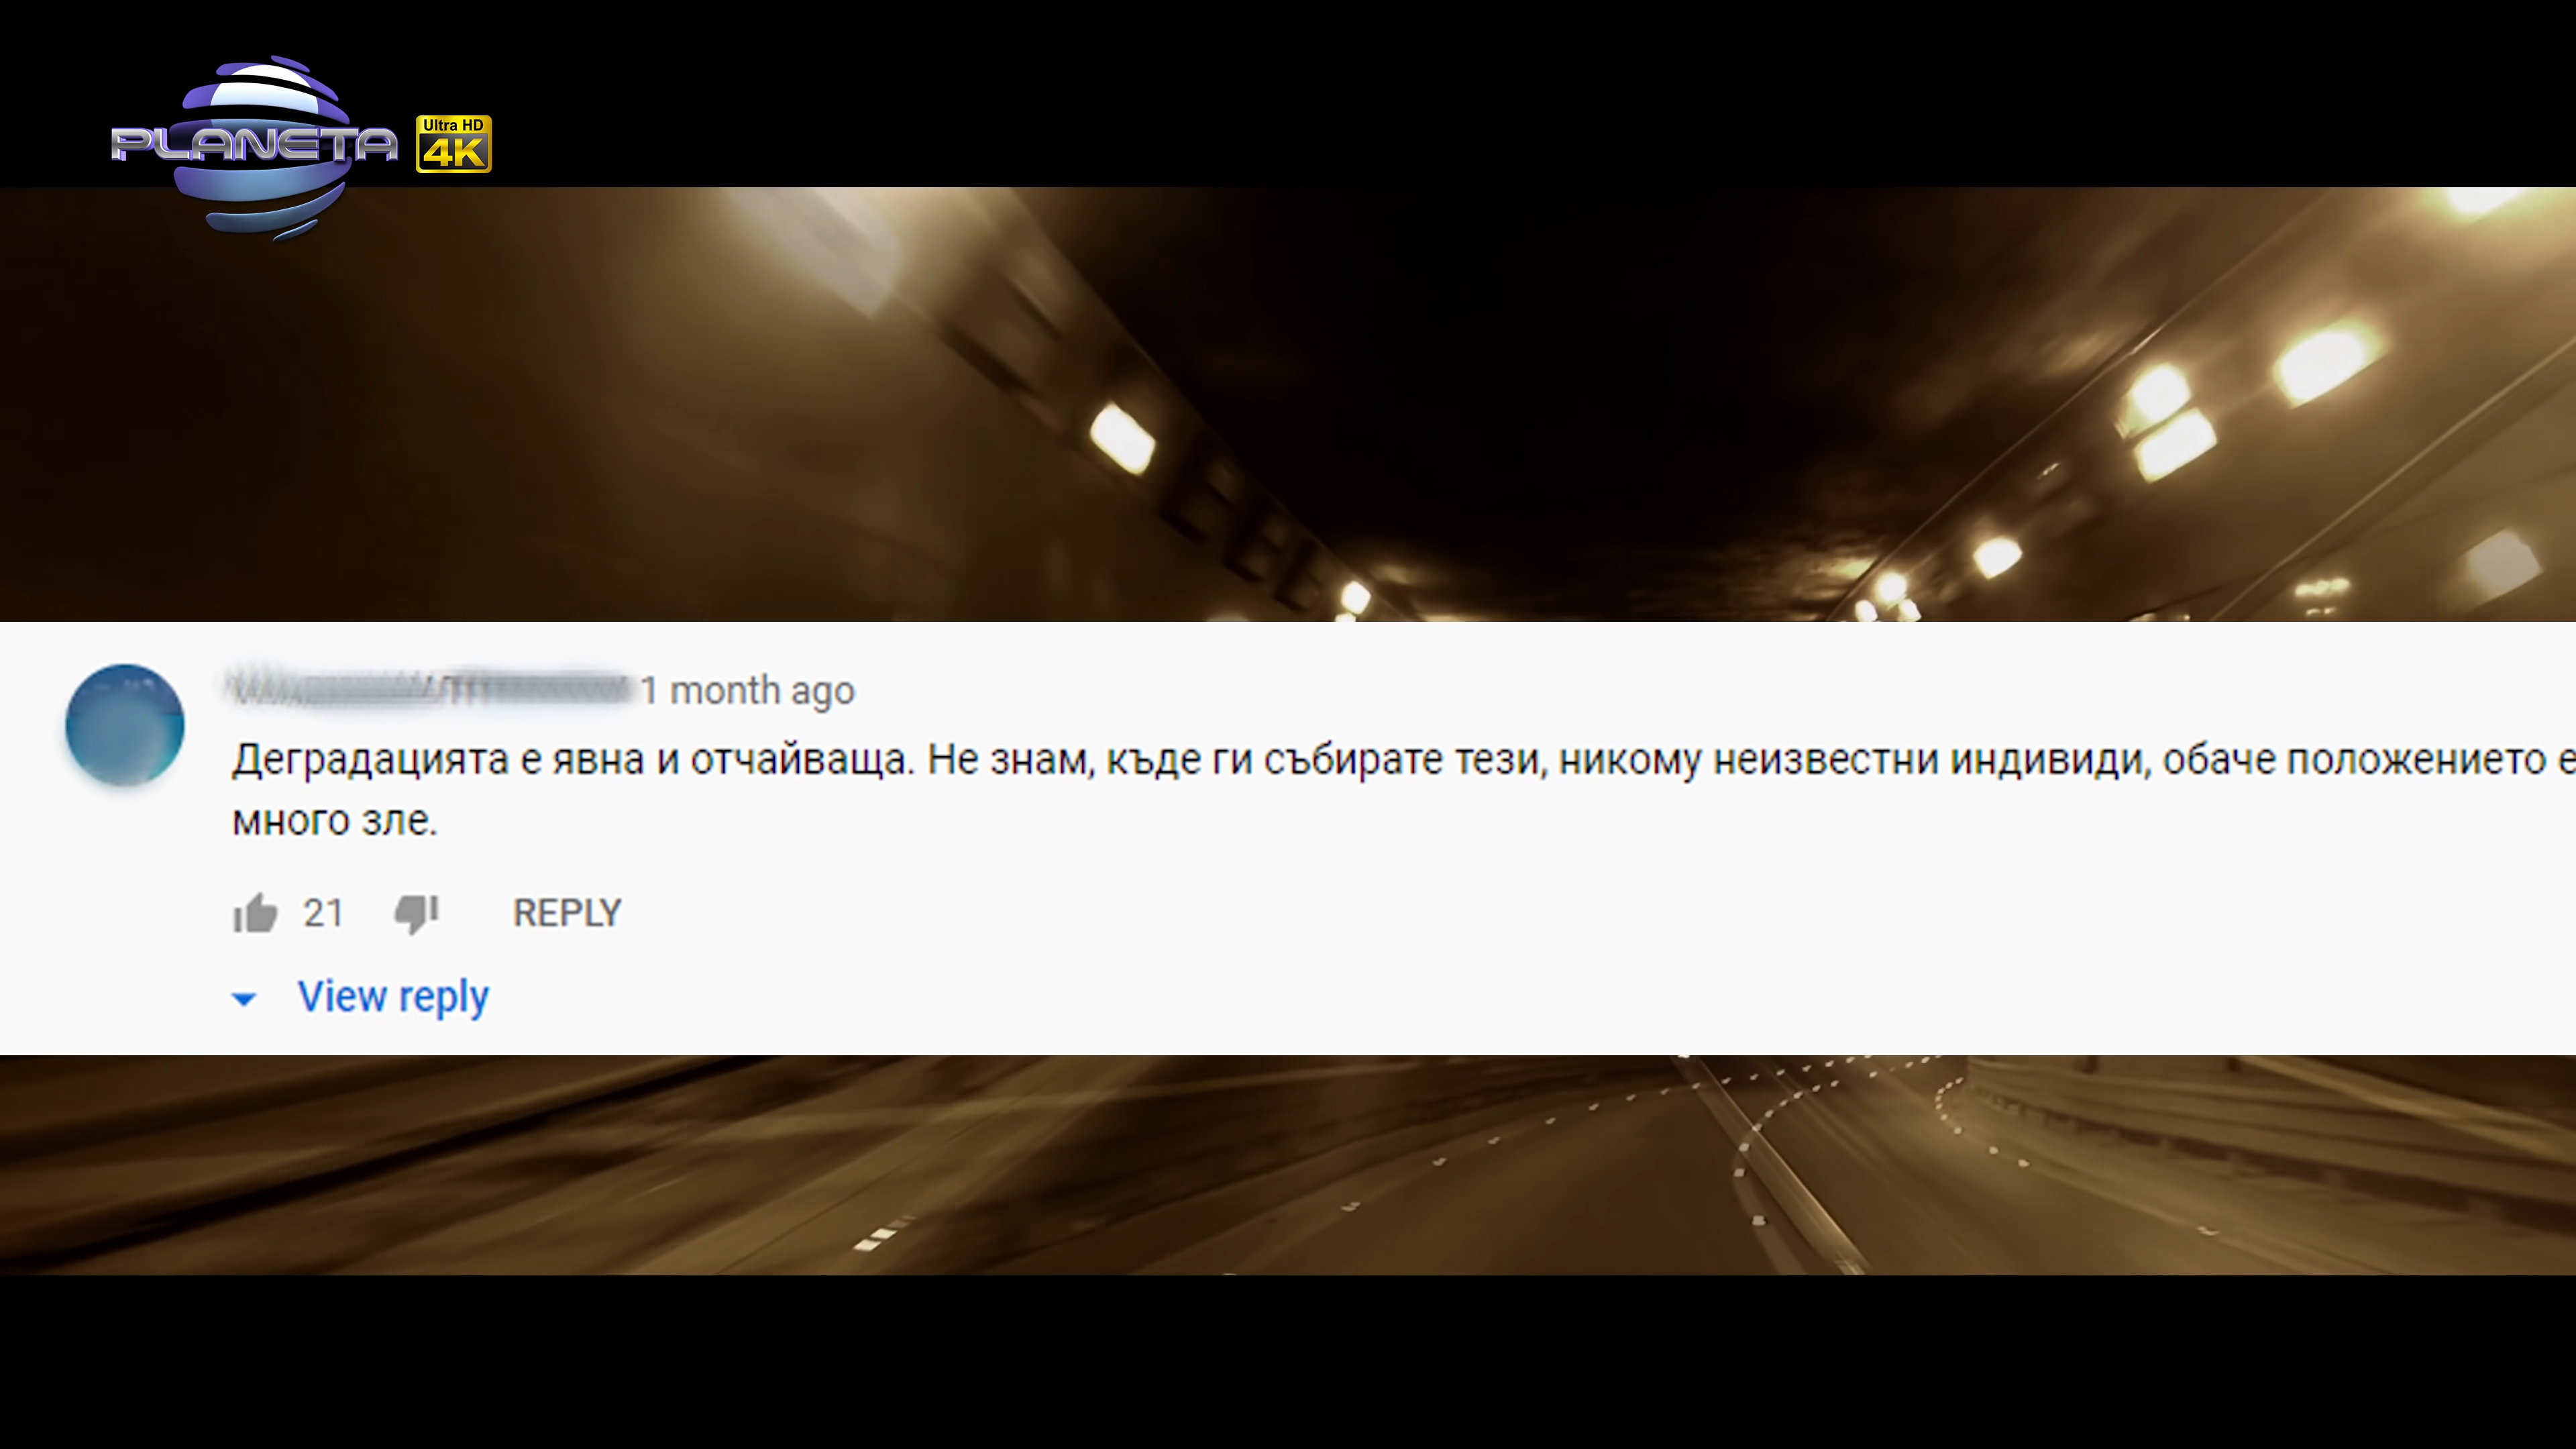 PLANETA
Ultra HD
4K
1 month ago
Деградацията е явна и отчайваща. Не знам, къде ги събирате тези, никому неизвестни индивиди, обаче положението е
много зле.
21
REPLY
View reply